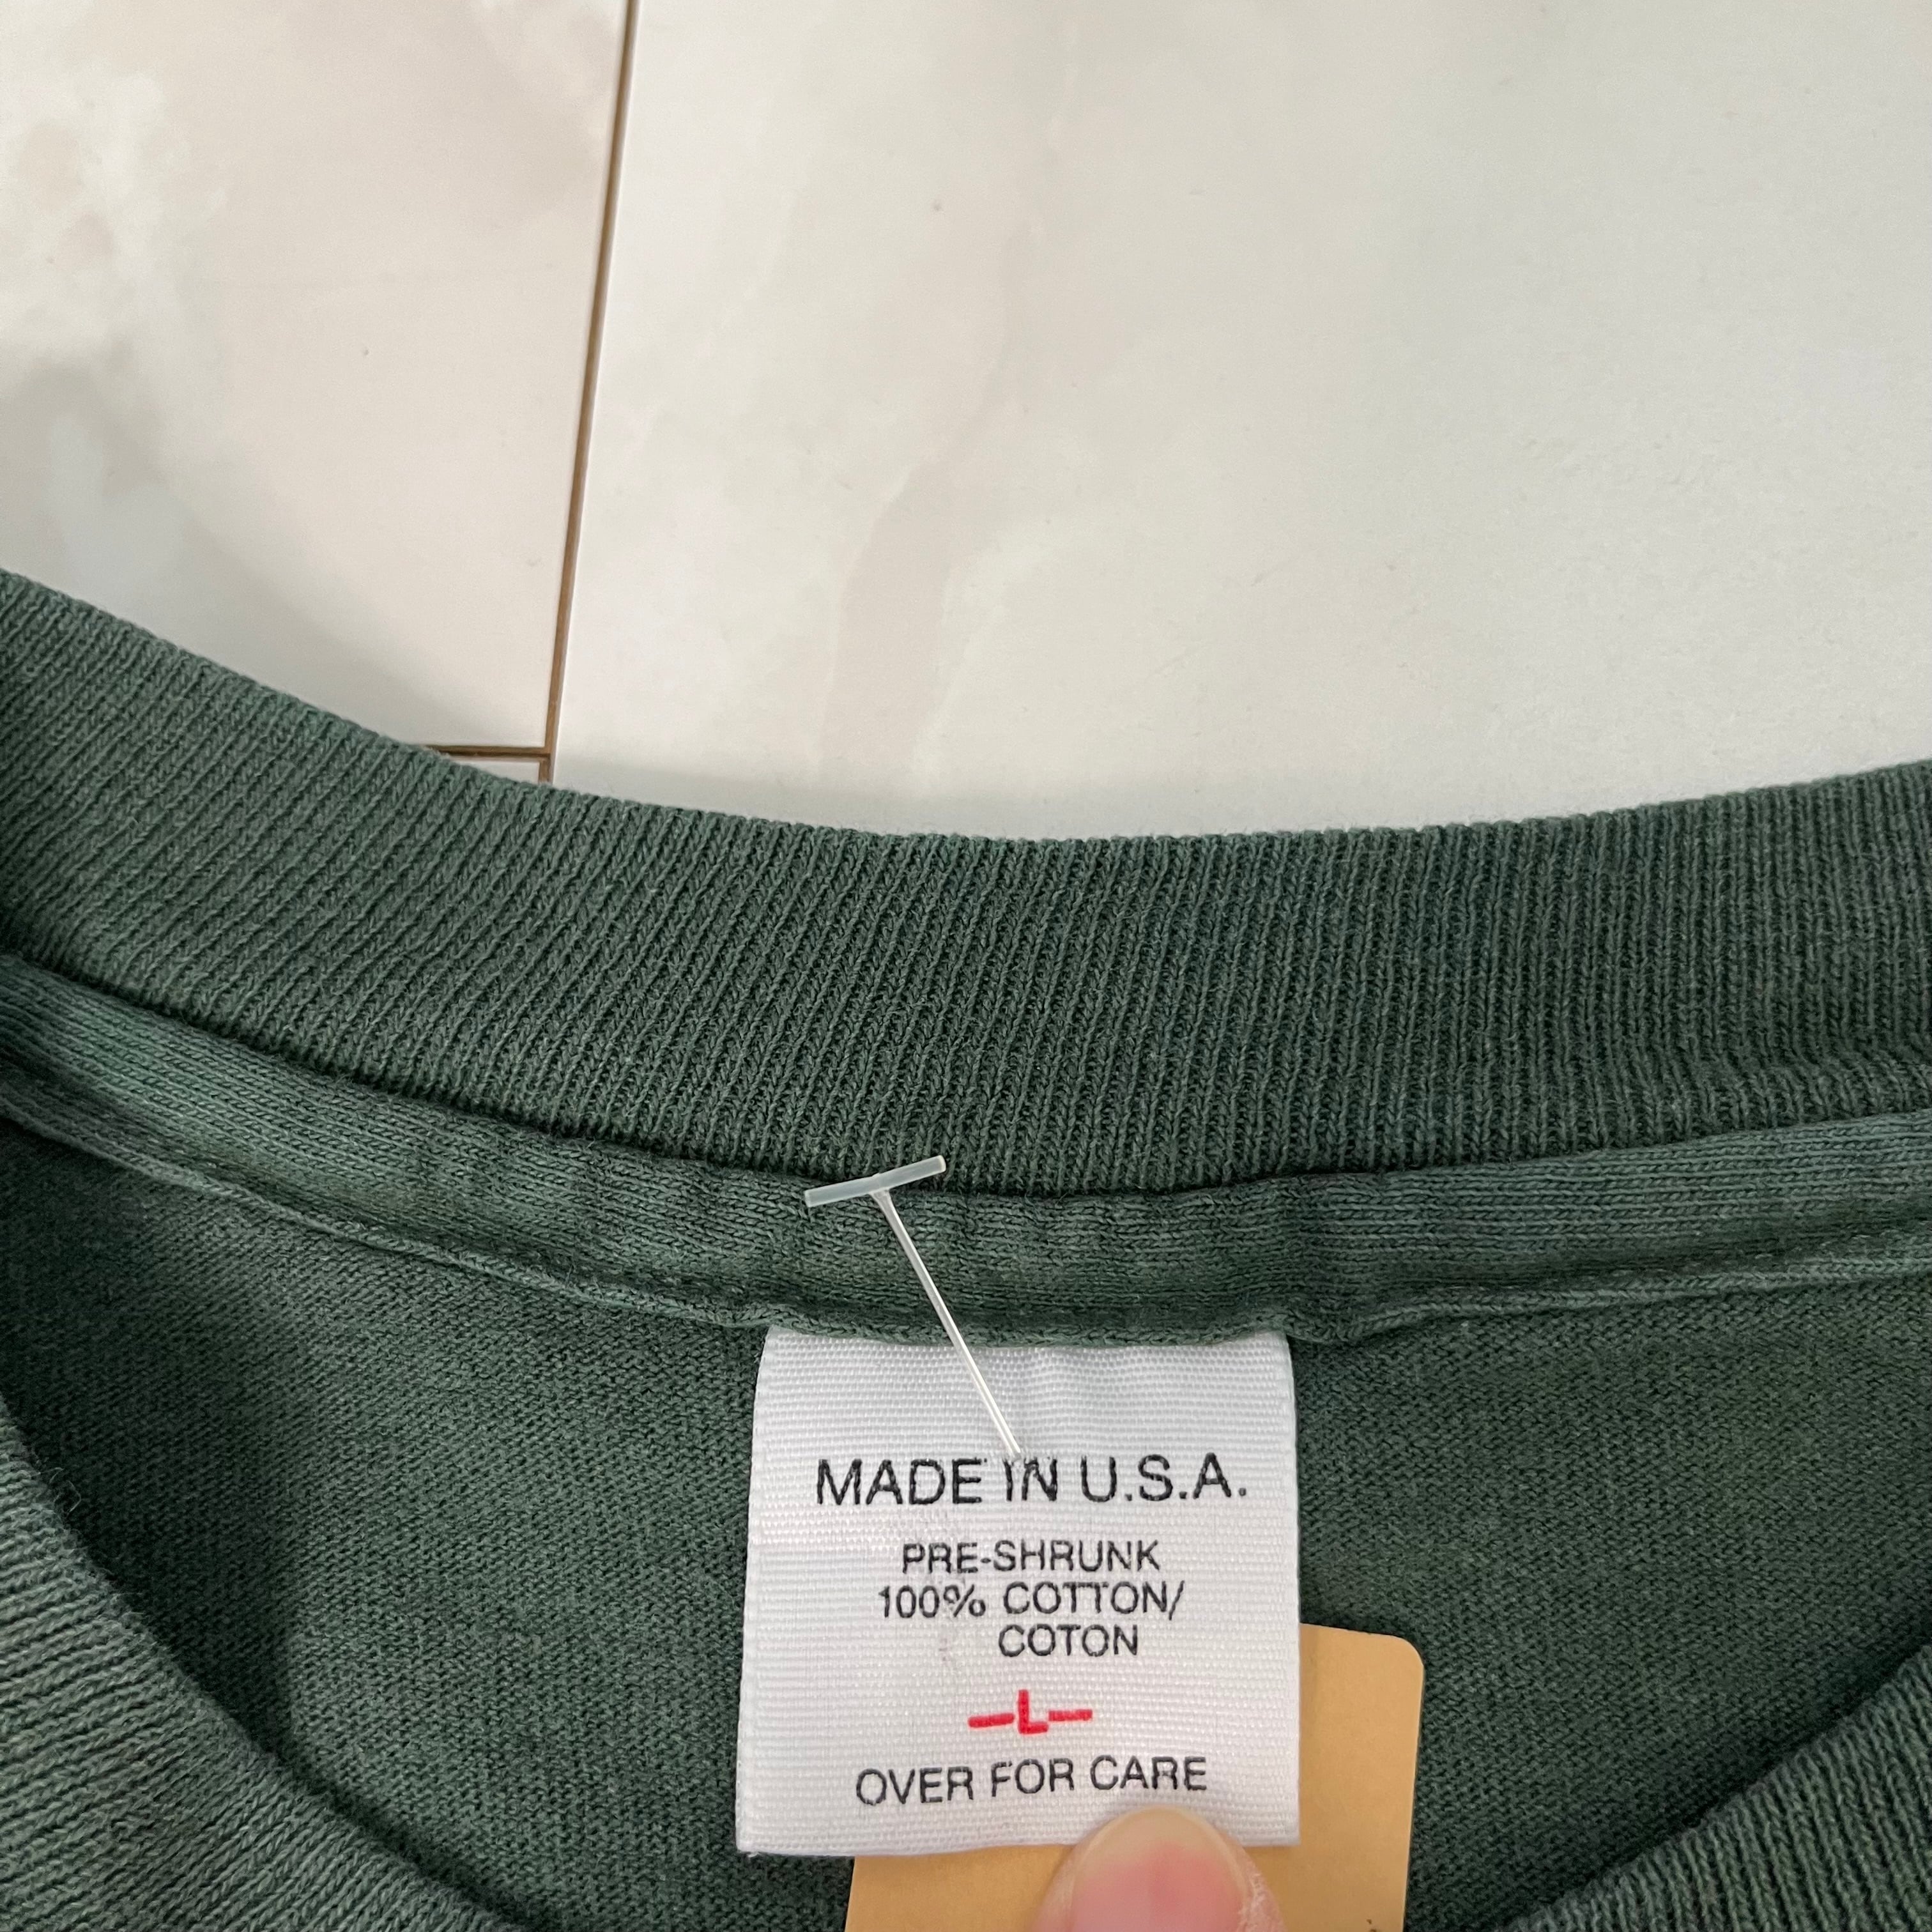 MADE IN U.S.A.
PRE-SHRUNK
100% COTTON/
COTON
-L-
OVER FOR CARE